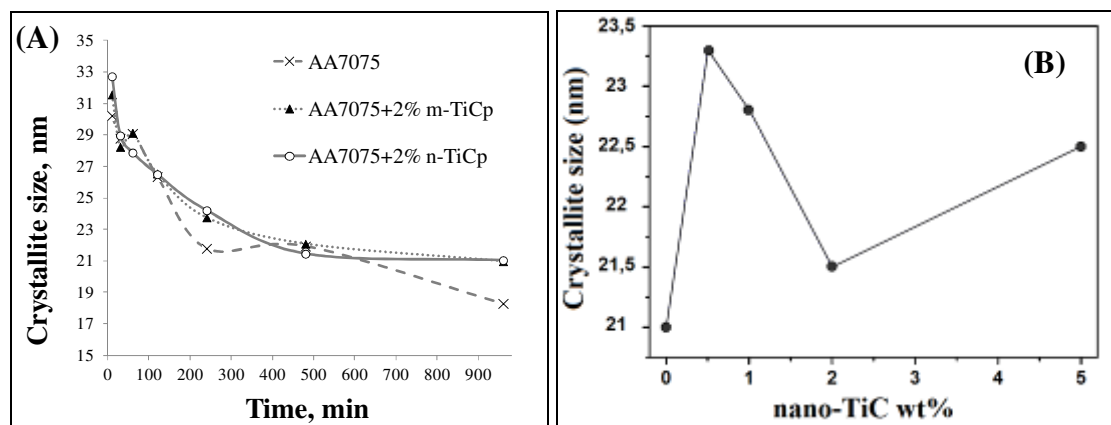 (A)
Crystallite size, nm
35
33
31
29
27
25
23
21
19
17
15
0 100 200 300 400 500 600 700 800 900
Time, min
AA7075
AA7075+2% m-TiCp
AA7075+2% n-TiCp
(B)
Crystallite size (nm)
23,5
23
22,5
22
21,5
21
0 1 2 3 4 5
nano-TiC wt%